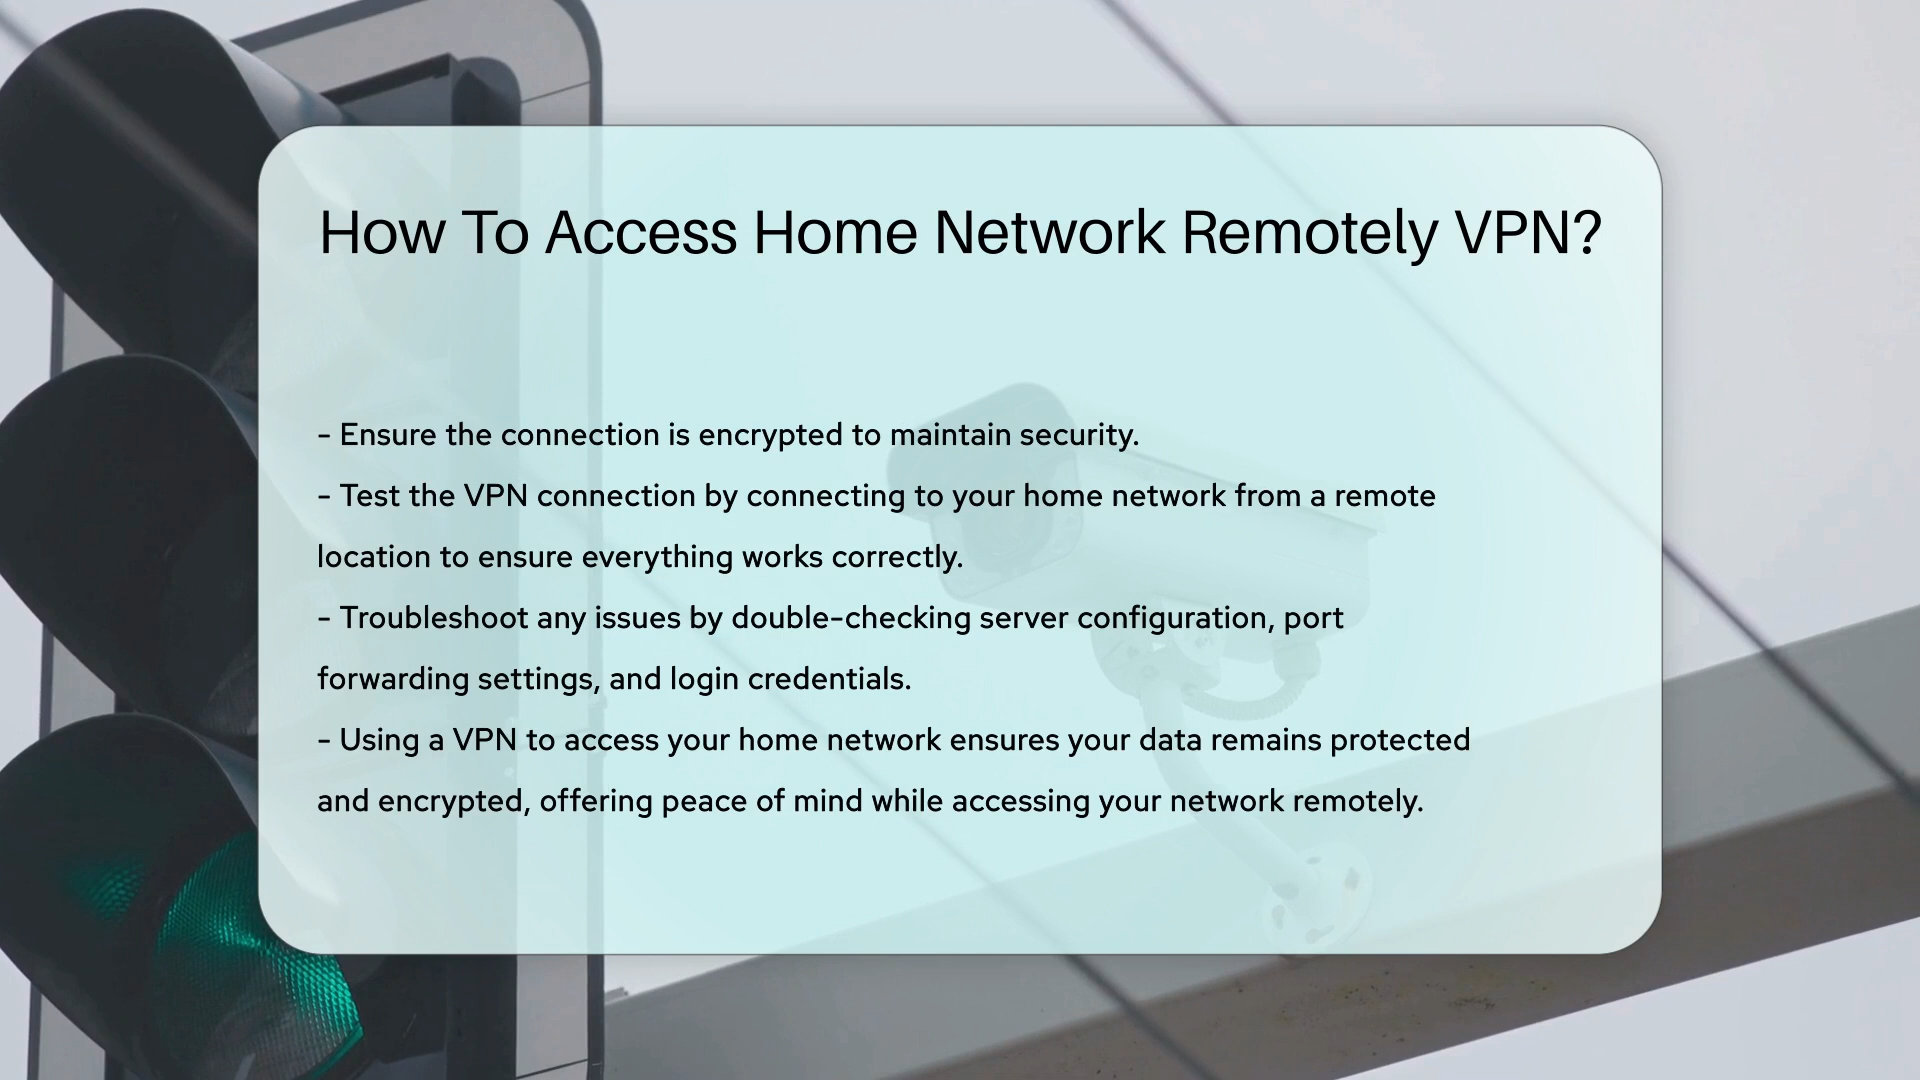 How To Access Home Network Remotely VPN?
- Ensure the connection is encrypted to maintain security.
- Test the VPN connection by connecting to your home network from a remote
location to ensure everything works correctly.
- Troubleshoot any issues by double-checking server configuration, port
forwarding settings, and login credentials.
- Using a VPN to access your home network ensures your data remains protected
and encrypted, offering peace of mind while accessing your network remotely.